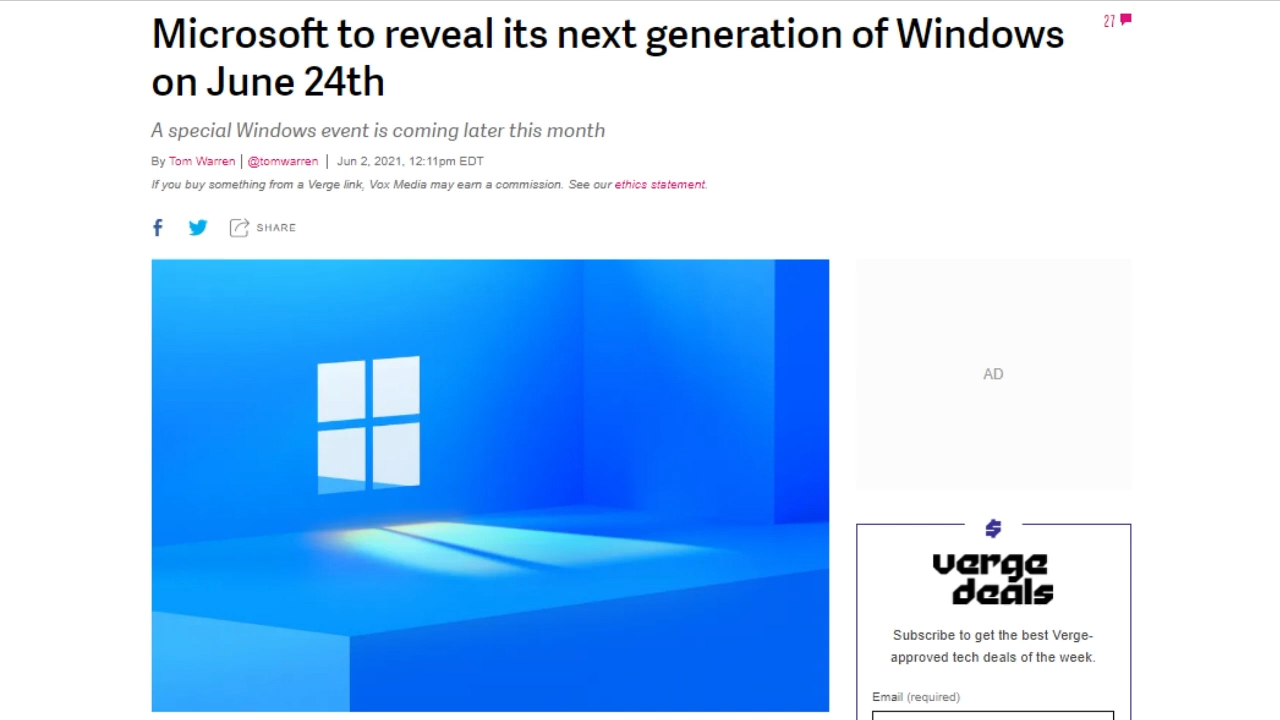 Microsoft to reveal its next generation of Windows
on June 24th
27
A special Windows event is coming later this month
By Tom Warren | @tomwarren | Jun 2, 2021, 12:11pm EDT
If you buy something from a Verge link, Vox Media may earn a commission. See our ethics statement.
SHARE
AD
verge
deals
Subscribe to get the best Verge-
approved tech deals of the week.
Email (required)